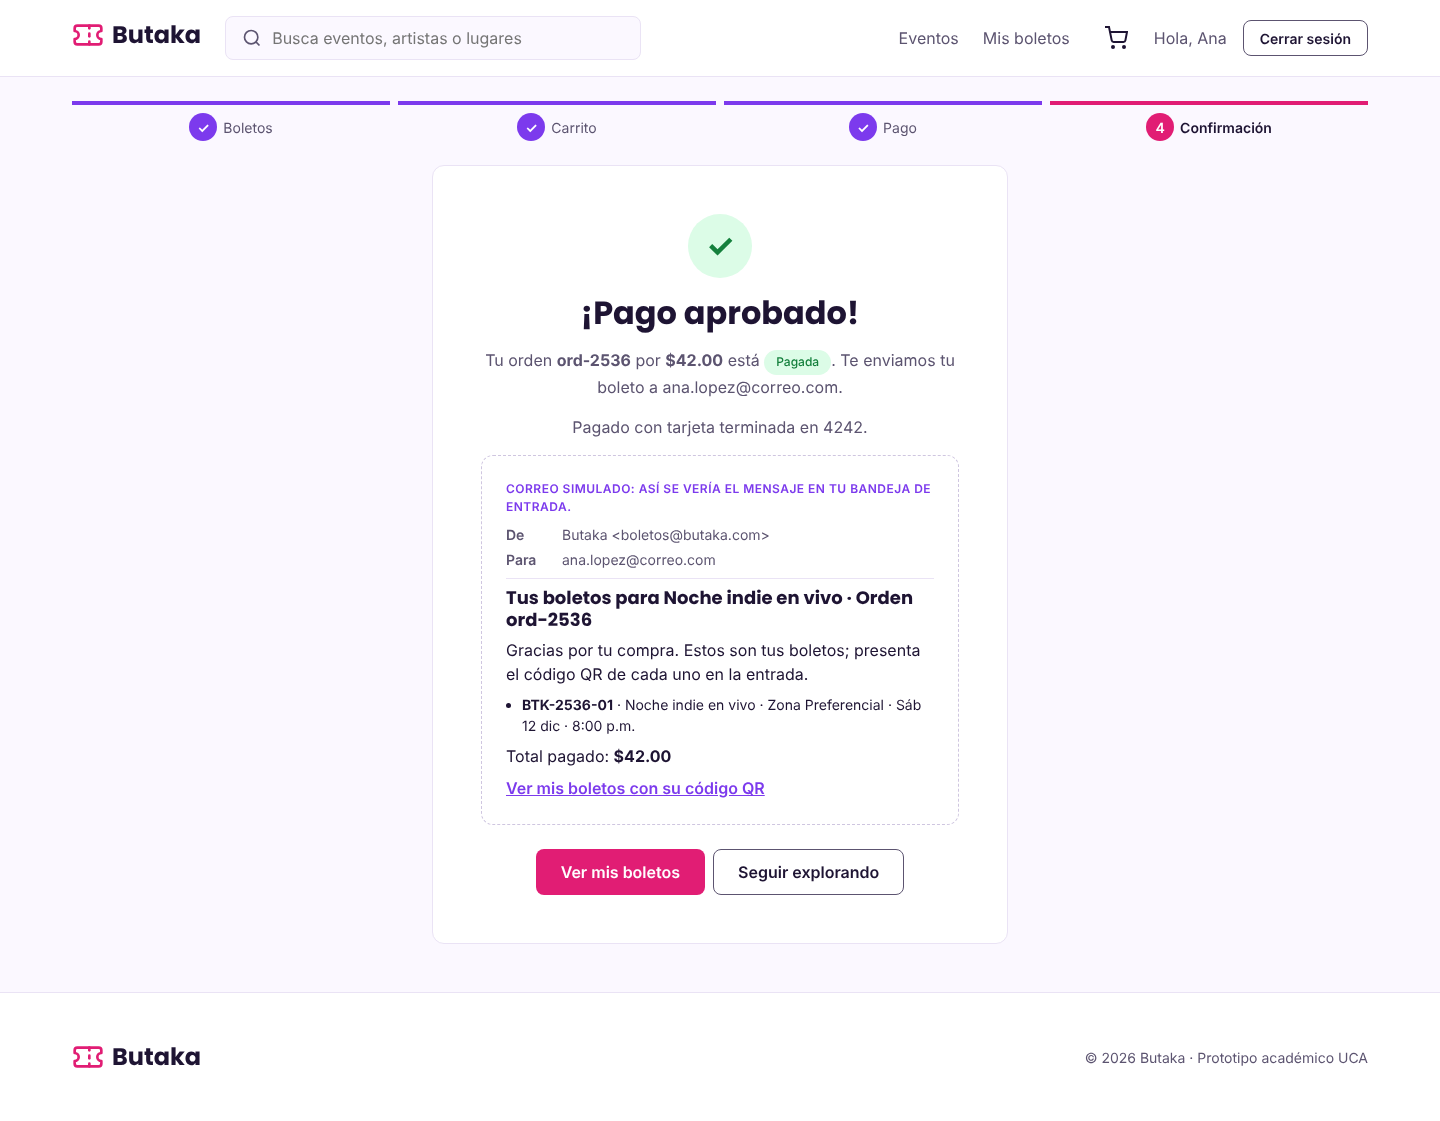 Butaka
Busca eventos, artistas o lugares
Eventos
Mis boletos
Hola, Ana
Cerrar sesión
Boletos
Carrito
Pago
4 Confirmación
¡Pago aprobado!
Tu orden ord-2536 por $42.00 está Pagada. Te enviamos tu
boleto a ana.lopez@correo.com.
Pagado con tarjeta terminada en 4242.
CORREO SIMULADO: ASÍ SE VERÍA EL MENSAJE EN TU BANDEJA DE
ENTRADA.
De Butaka <boletos@butaka.com>
Para ana.lopez@correo.com
Tus boletos para Noche indie en vivo · Orden
ord-2536
Gracias por tu compra. Estos son tus boletos; presenta
el código QR de cada uno en la entrada.
• BTK-2536-01 · Noche indie en vivo · Zona Preferencial · Sáb
12 dic · 8:00 p.m.
Total pagado: $42.00
Ver mis boletos con su código QR
Ver mis boletos
Seguir explorando
Butaka
© 2026 Butaka · Prototipo académico UCA